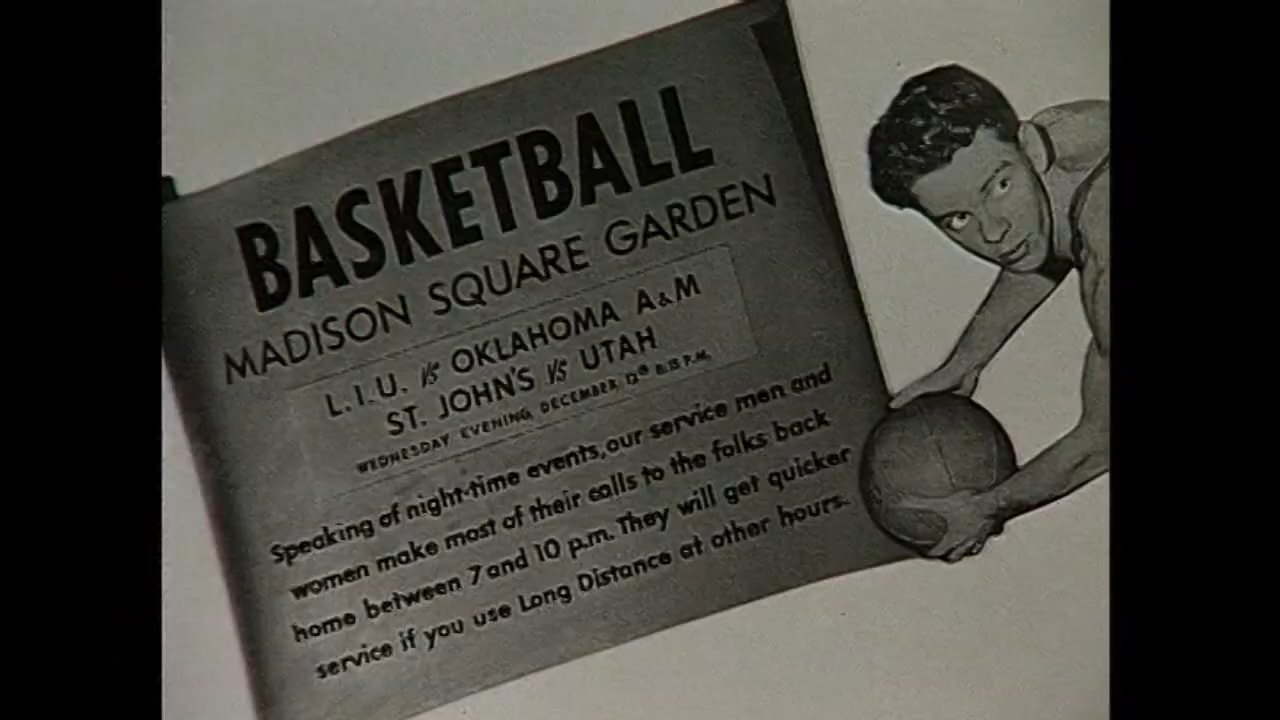 BASKETBALL
MADISON SQUARE GARDEN
L.I.U. vs OKLAHOMA A&M
ST. JOHN'S vs UTAH
WEDNESDAY EVENING, DECEMBER 12th 8:15 P.M.
Speaking of night-time events, our service men and
women make most of their calls to the folks back
home between 7 and 10 p.m. They will get quicker
service if you use Long Distance at other hours.